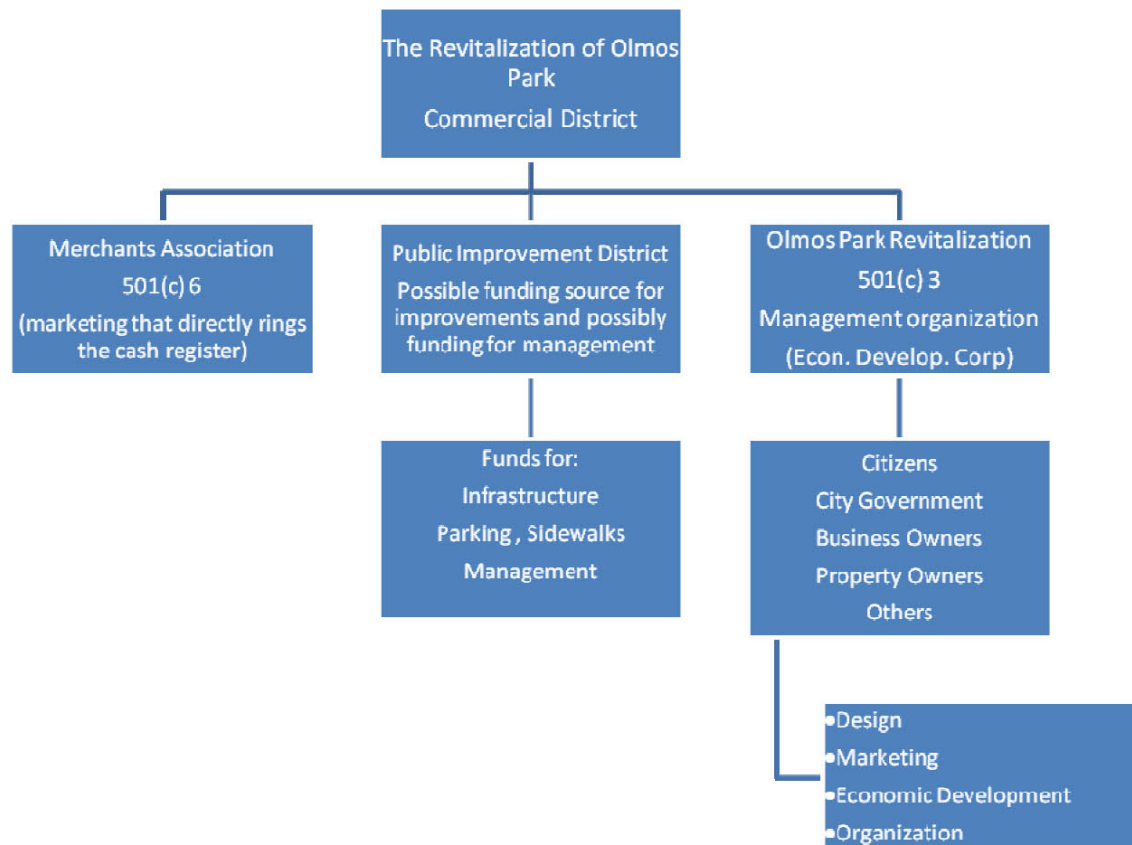 The Revitalization of Olmos
Park
Commercial District
Merchants Association
501(c) 6
(marketing that directly rings
the cash register)
Public Improvement District
Possible funding source for
improvements and possibly
funding for management
Olmos Park Revitalization
501(c) 3
Management organization
(Econ. Develop. Corp)
Funds for:
Infrastructure
Parking , Sidewalks
Management
Citizens
City Government
Business Owners
Property Owners
Others
•Design
•Marketing
•Economic Development
•Organization